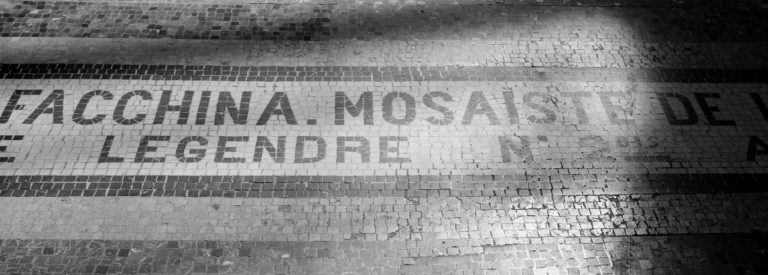 FACCHINA. MOSAISTE DE
LEGENDRE N°